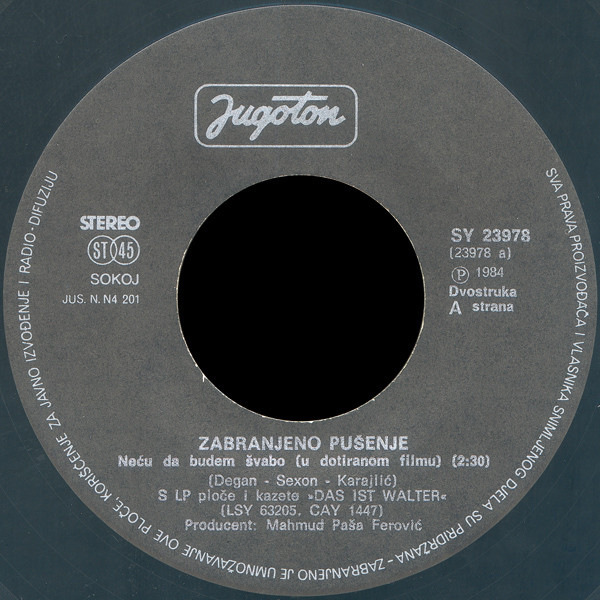 Jugoton
STEREO
ST 45
SOKOJ
JUS. N. N4 201
SY 23978
(23978 a)
Ⓟ 1984
Dvostruka
A strana
ZABRANJENO PUŠENJE
Neću da budem švabo (u dotiranom filmu) (2:30)
(Degan - Sexon - Karajlić)
S LP ploče i kazete »DAS IST WALTER«
(LSY 63205, CAY 1447)
Producent: Mahmud Paša Ferović
SVA PRAVA PROIZVOĐAČA I VLASNIKA SNIMLJENOG DJELA SU PRIDRŽANA - ZABRANJENO JE UMNOŽAVANJE OVE PLOČE, KORIŠĆENJE ZA JAVNO IZVOĐENJE I RADIO-DIFUZIJU